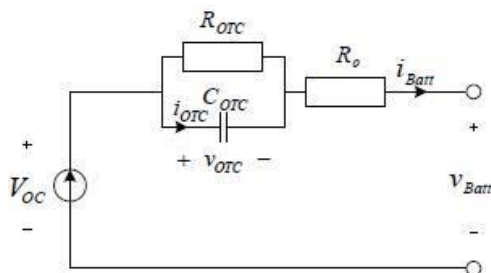 R_OTC
R_o
i_Batt
i_OTC
C_OTC
+ v_OTC −
+
V_OC
−
+
v_Batt
−